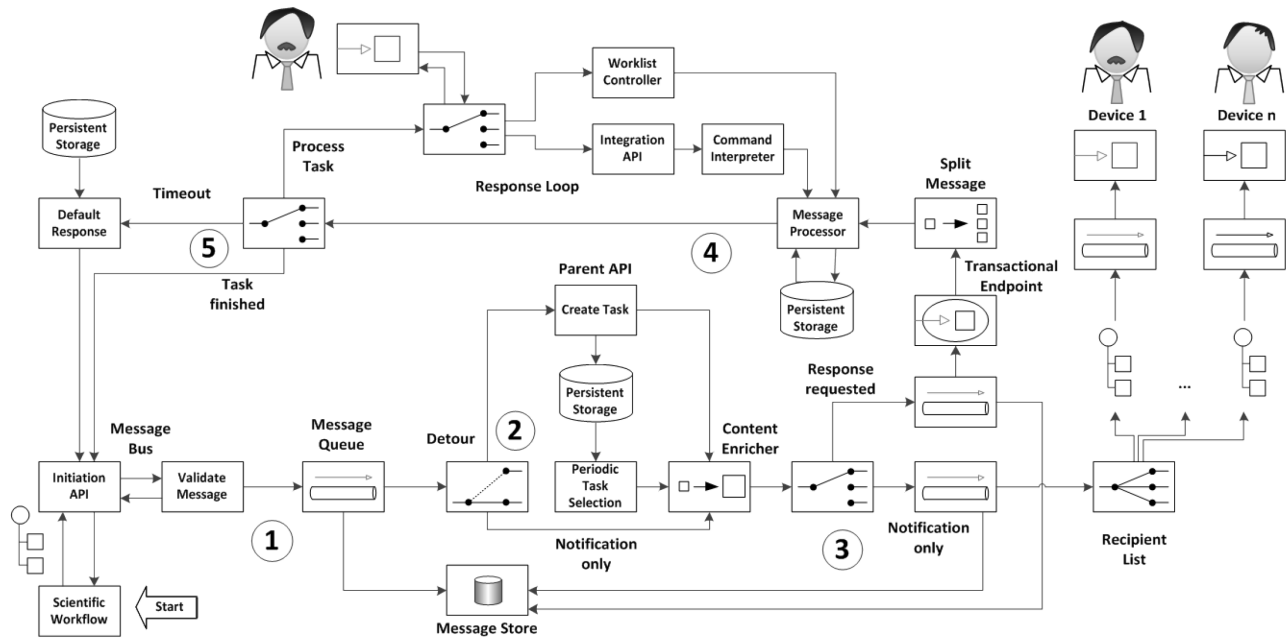 Device 1
Device n
Persistent
Storage
Worklist
Controller
Process
Task
Integration
API
Command
Interpreter
Response Loop
Split
Message
Timeout
Default
Response
5
Message
Processor
4
Task
finished
Parent API
Create Task
Persistent
Storage
Transactional
Endpoint
Persistent
Storage
Response
requested
...
Message
Bus
Message
Queue
Detour
2
Content
Enricher
Initiation
API
Validate
Message
Periodic
Task
Selection
1
Notification
only
3
Notification
only
Recipient
List
Scientific
Workflow
Start
Message Store